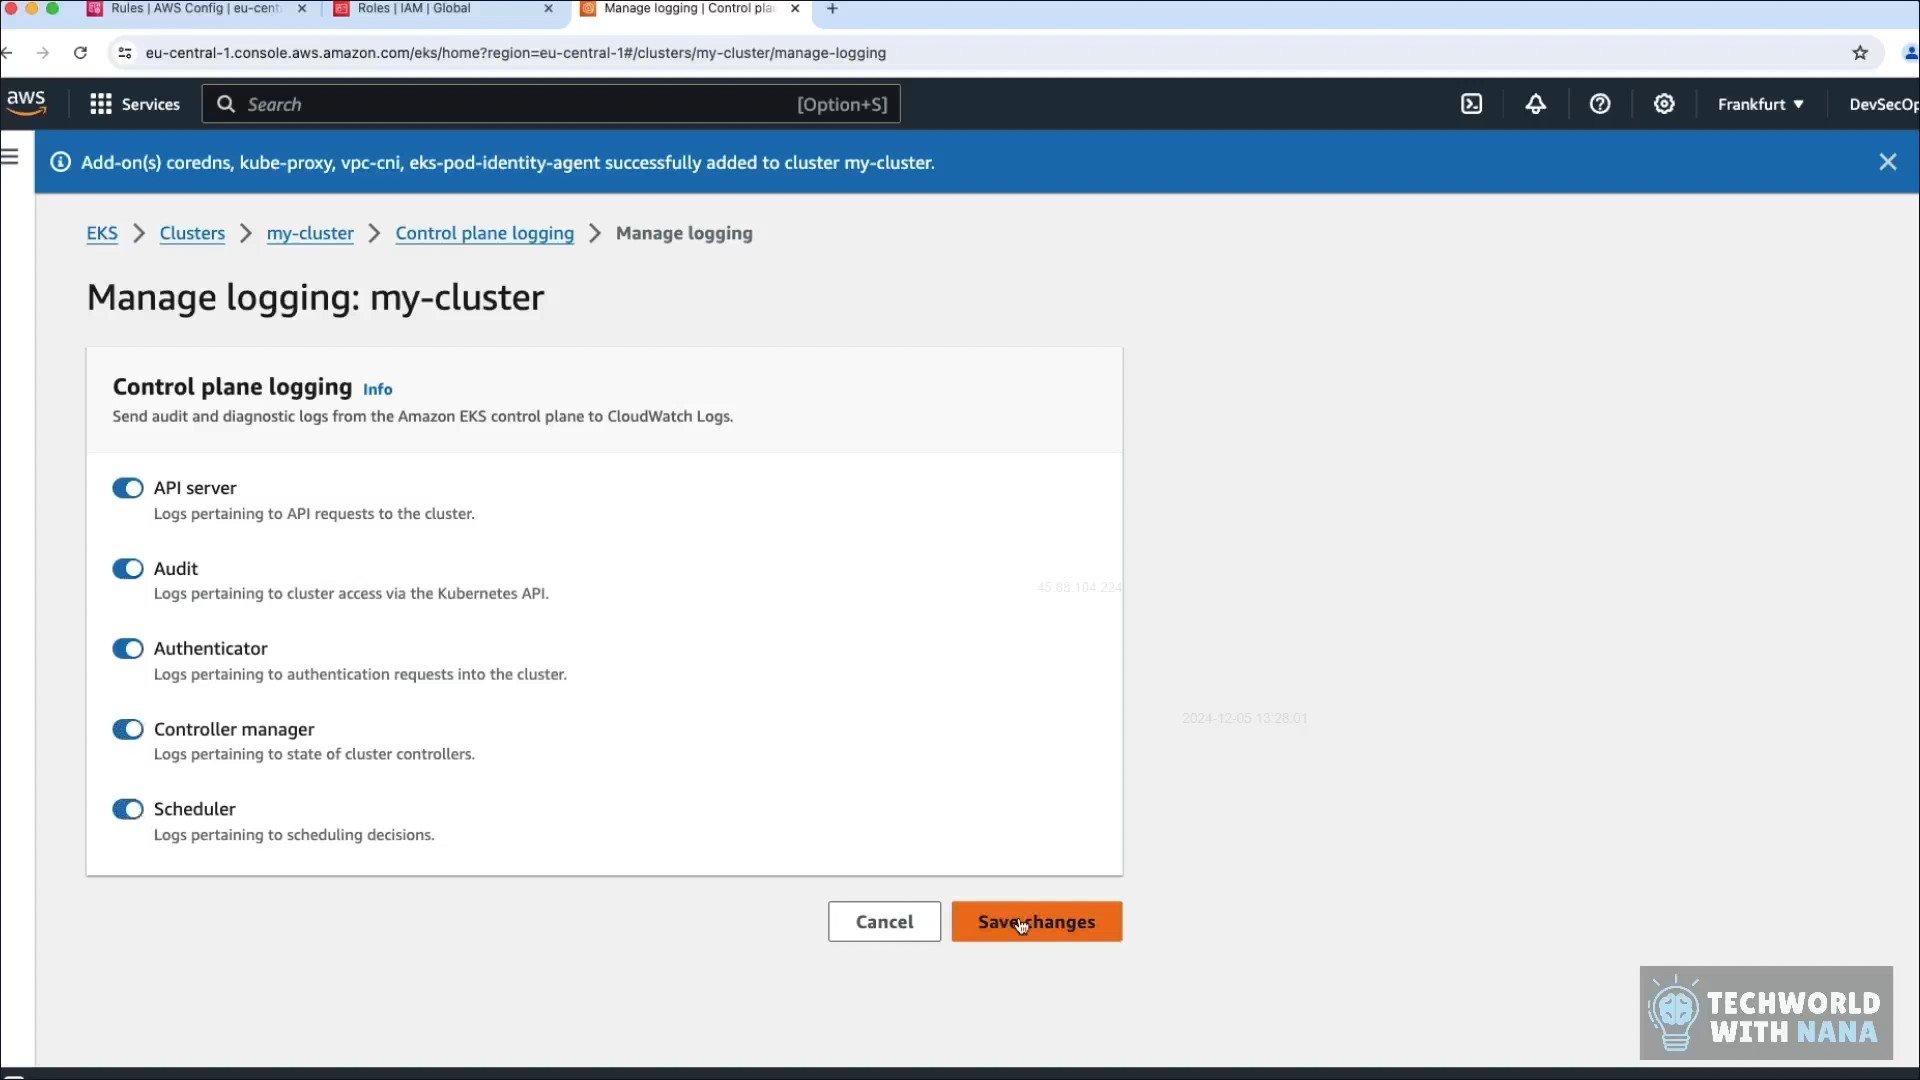 Rules | AWS Config | eu-cent
Roles | IAM | Global
Manage logging | Control pla
eu-central-1.console.aws.amazon.com/eks/home?region=eu-central-1#/clusters/my-cluster/manage-logging
aws
Services
Search
[Option+S]
Frankfurt
DevSecOp
Add-on(s) coredns, kube-proxy, vpc-cni, eks-pod-identity-agent successfully added to cluster my-cluster.
EKS > Clusters > my-cluster > Control plane logging > Manage logging
Manage logging: my-cluster
Control plane logging Info
Send audit and diagnostic logs from the Amazon EKS control plane to CloudWatch Logs.
API server
Logs pertaining to API requests to the cluster.
Audit
Logs pertaining to cluster access via the Kubernetes API.
45.88.104.224
Authenticator
Logs pertaining to authentication requests into the cluster.
Controller manager
2024-12-05 13:28:01
Logs pertaining to state of cluster controllers.
Scheduler
Logs pertaining to scheduling decisions.
Cancel
Save changes
TECHWORLD
WITH NANA